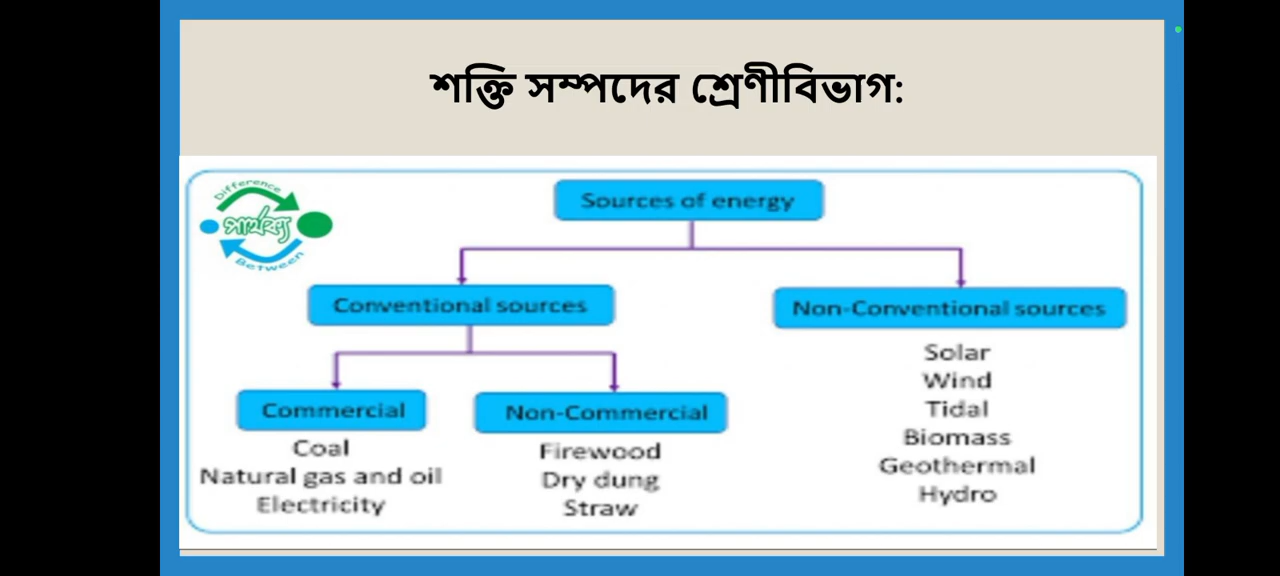 শক্তি সম্পদের শ্রেণীবিভাগ:
Difference
পার্থক্য
Between
Sources of energy
Conventional sources
Non-Conventional sources
Commercial
Non-Commercial
Coal
Natural gas and oil
Electricity
Firewood
Dry dung
Straw
Solar
Wind
Tidal
Biomass
Geothermal
Hydro